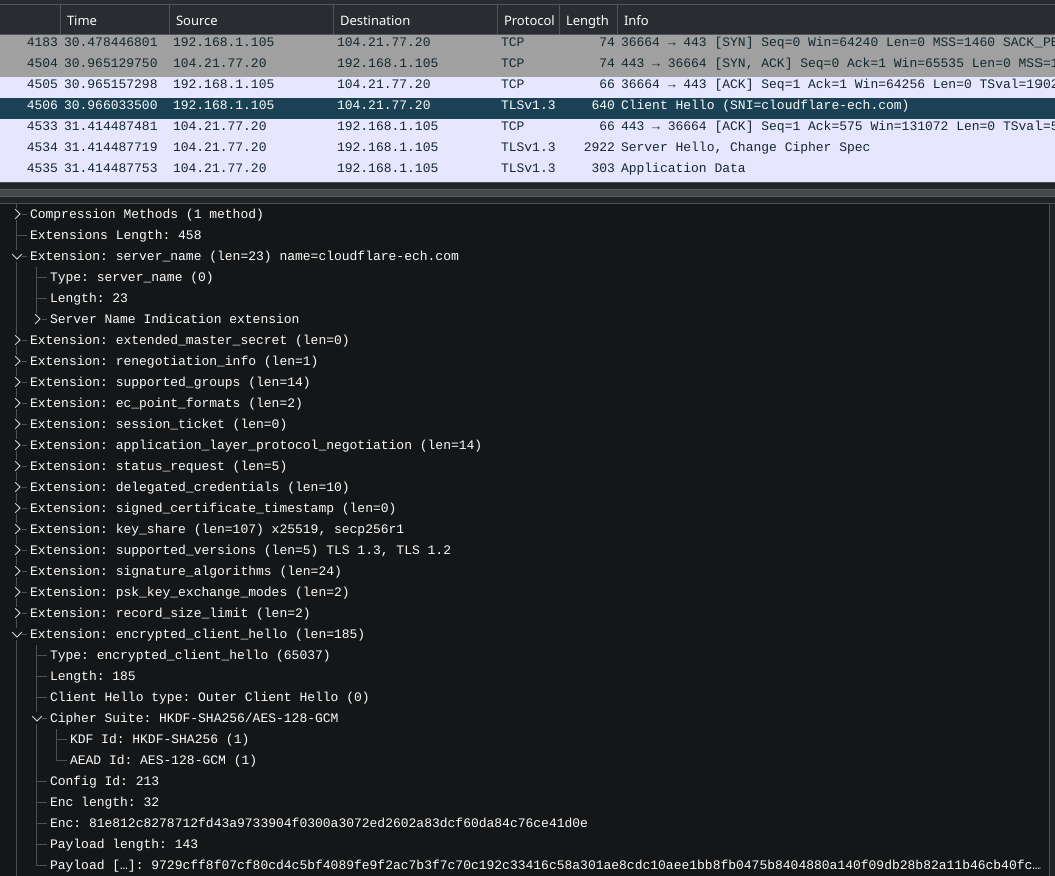 Time Source Destination Protocol Length Info
4183 30.478446801 192.168.1.105 104.21.77.20 TCP 74 36664 → 443 [SYN] Seq=0 Win=64240 Len=0 MSS=1460 SACK_PE
4504 30.965129750 104.21.77.20 192.168.1.105 TCP 74 443 → 36664 [SYN, ACK] Seq=0 Ack=1 Win=65535 Len=0 MSS=1
4505 30.965157298 192.168.1.105 104.21.77.20 TCP 66 36664 → 443 [ACK] Seq=1 Ack=1 Win=64256 Len=0 TSval=1902
4506 30.966033500 192.168.1.105 104.21.77.20 TLSv1.3 640 Client Hello (SNI=cloudflare-ech.com)
4533 31.414487481 104.21.77.20 192.168.1.105 TCP 66 443 → 36664 [ACK] Seq=1 Ack=575 Win=131072 Len=0 TSval=5
4534 31.414487719 104.21.77.20 192.168.1.105 TLSv1.3 2922 Server Hello, Change Cipher Spec
4535 31.414487753 104.21.77.20 192.168.1.105 TLSv1.3 303 Application Data
Compression Methods (1 method)
Extensions Length: 458
Extension: server_name (len=23) name=cloudflare-ech.com
Type: server_name (0)
Length: 23
Server Name Indication extension
Extension: extended_master_secret (len=0)
Extension: renegotiation_info (len=1)
Extension: supported_groups (len=14)
Extension: ec_point_formats (len=2)
Extension: session_ticket (len=0)
Extension: application_layer_protocol_negotiation (len=14)
Extension: status_request (len=5)
Extension: delegated_credentials (len=10)
Extension: signed_certificate_timestamp (len=0)
Extension: key_share (len=107) x25519, secp256r1
Extension: supported_versions (len=5) TLS 1.3, TLS 1.2
Extension: signature_algorithms (len=24)
Extension: psk_key_exchange_modes (len=2)
Extension: record_size_limit (len=2)
Extension: encrypted_client_hello (len=185)
Type: encrypted_client_hello (65037)
Length: 185
Client Hello type: Outer Client Hello (0)
Cipher Suite: HKDF-SHA256/AES-128-GCM
KDF Id: HKDF-SHA256 (1)
AEAD Id: AES-128-GCM (1)
Config Id: 213
Enc length: 32
Enc: 81e812c8278712fd43a9733904f0300a3072ed2602a83dcf60da84c76ce41d0e
Payload length: 143
Payload […]: 9729cff8f07cf80cd4c5bf4089fe9f2ac7b3f7c70c192c33416c58a301ae8cdc10aee1bb8fb0475b8404880a140f09db28b82a11b46cb40fc…